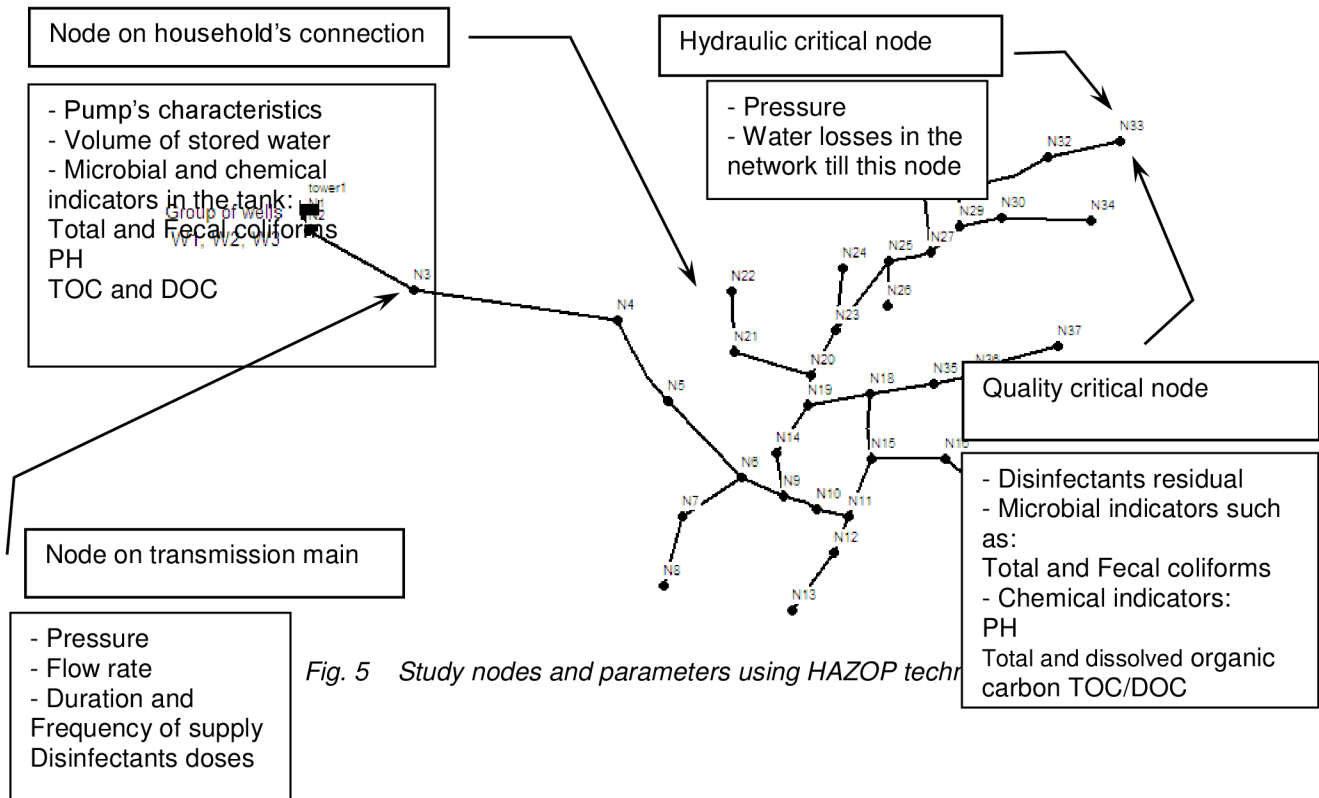 Node on household's connection
- Pump's characteristics
- Volume of stored water
- Microbial and chemical
indicators in the tank:
Total and Fecal coliforms
PH
TOC and DOC
tower1
N1
N2
Group of wells
W1, W2, W3
Hydraulic critical node
- Pressure
- Water losses in the
network till this node
N32
N33
N29
N30
N34
N27
N25
N24
N26
N22
N23
N21
N20
N3
N4
N5
N19
N18
N35
N36
N37
N14
N15
N6
N9
N10
N11
N7
N12
N8
N13
Quality critical node
- Disinfectants residual
- Microbial indicators such
as:
Total and Fecal coliforms
- Chemical indicators:
PH
Total and dissolved organic
carbon TOC/DOC
Node on transmission main
- Pressure
- Flow rate
- Duration and
Frequency of supply
Disinfectants doses
Fig. 5 Study nodes and parameters using HAZOP